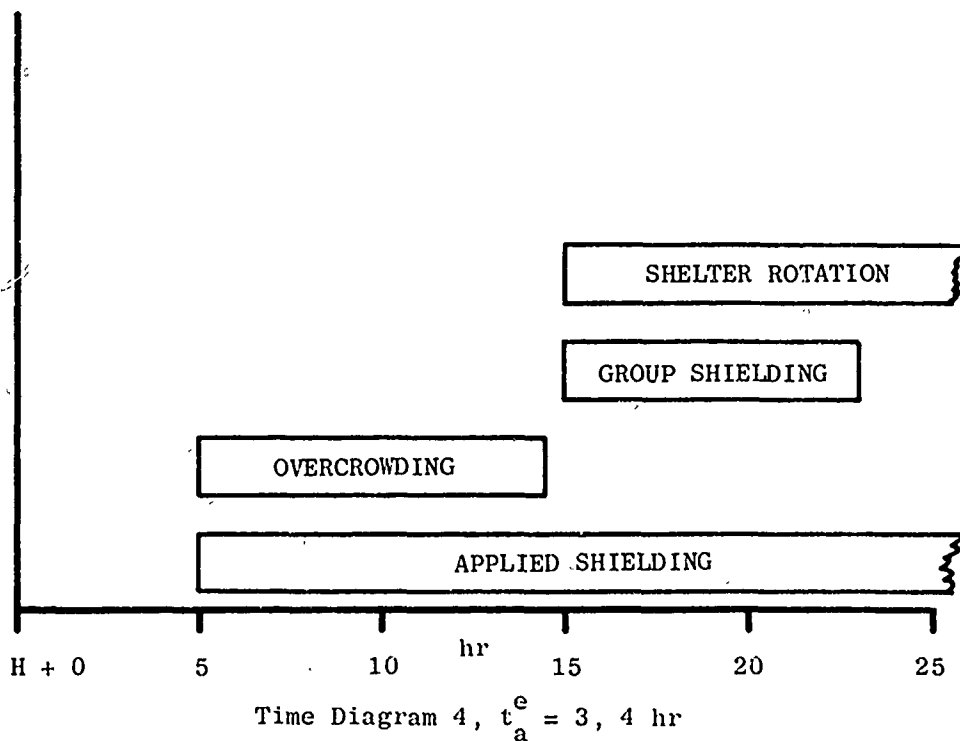 SHELTER ROTATION
GROUP SHIELDING
OVERCROWDING
APPLIED SHIELDING
hr
H + 0 5 10 15 20 25
Time Diagram 4, t_a^e = 3, 4 hr